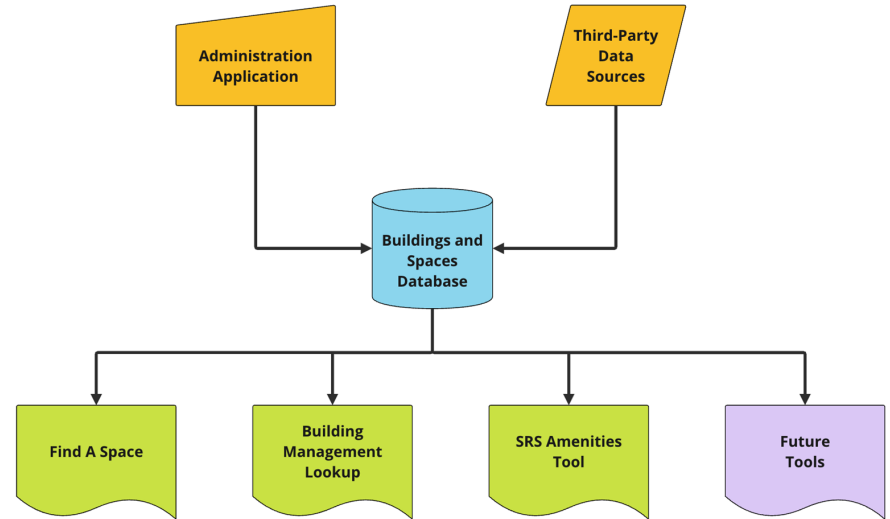 Administration
Application
Third-Party
Data
Sources
Buildings and
Spaces
Database
Find A Space
Building
Management
Lookup
SRS Amenities
Tool
Future
Tools